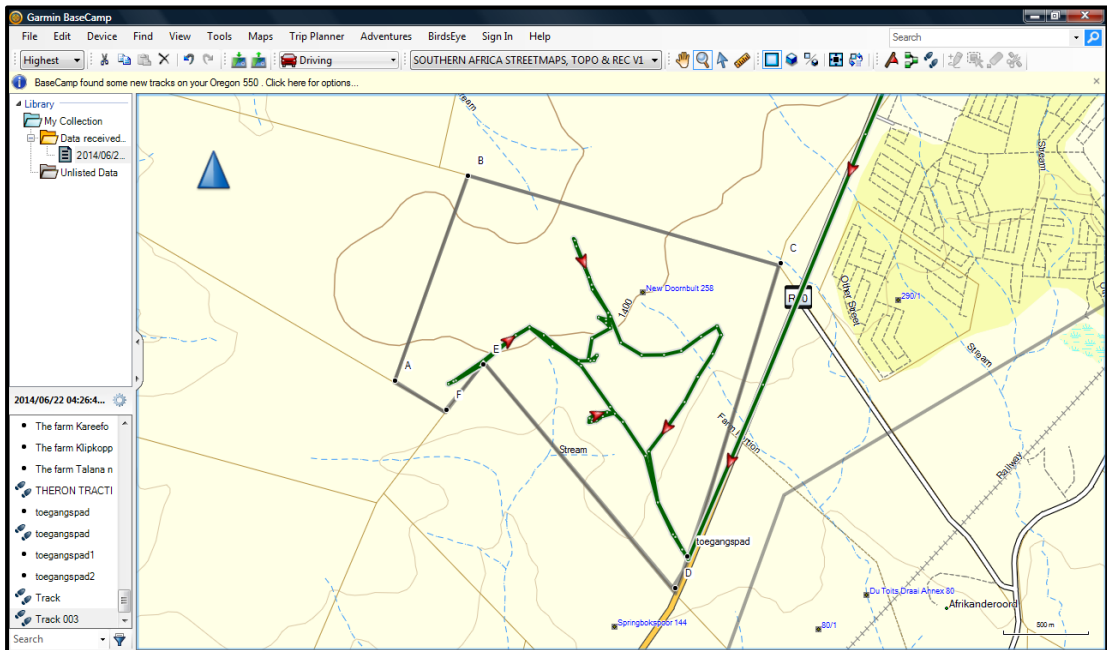 Garmin BaseCamp
File Edit Device Find View Tools Maps Trip Planner Adventures BirdsEye Sign In Help
Search
Highest
Driving
SOUTHERN AFRICA STREETMAPS, TOPO & REC V1
BaseCamp found some new tracks on your Oregon 550 . Click here for options...
Library
My Collection
Data received...
2014/06/2...
Unlisted Data
2014/06/22 04:26:4...
The farm Kareefo
The farm Klipkopp
The farm Talana n
THERON TRACTI
toegangspad
toegangspad
toegangspad1
toegangspad2
Track
Track 003
Search
B
Stream
C
New Doornbult 258
1400
Other Street
290/1
Stream
E
A
F
Stream
Farm Portion
Railway
toegangspad
D
Du Toits Draai Annex 80
Afrikanderoord
Springbokspoor 144
80/1
500 m